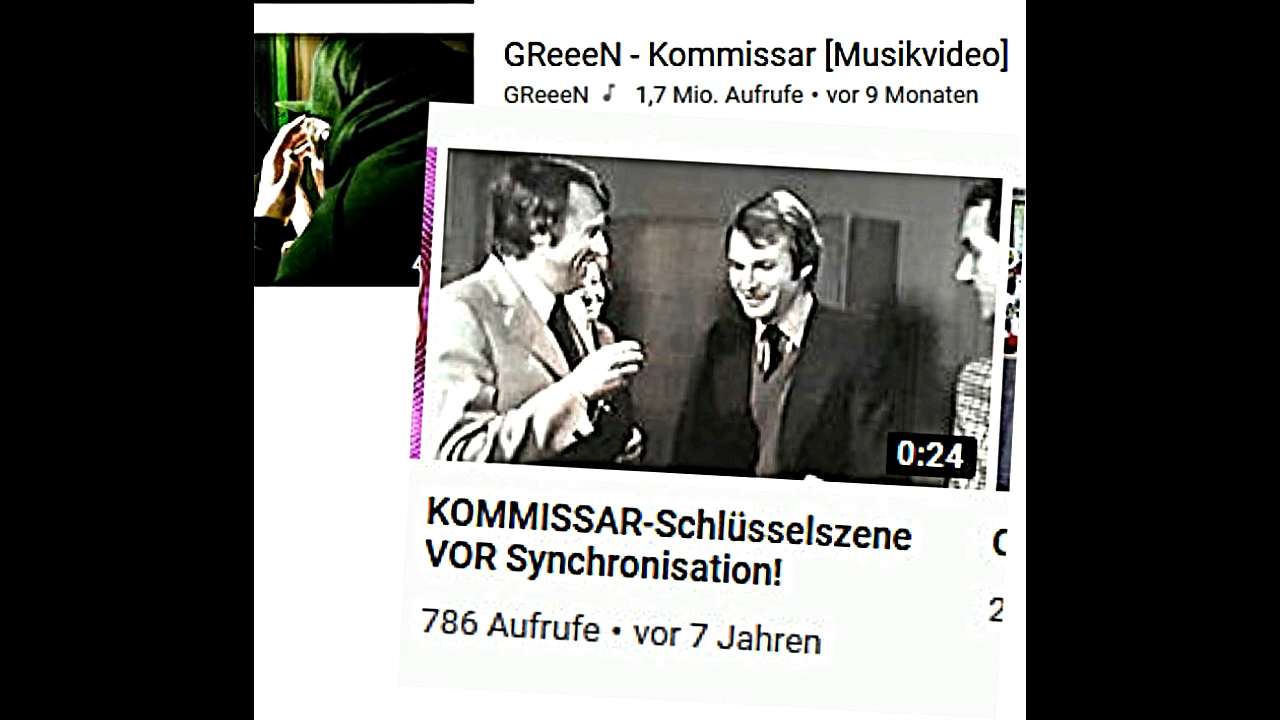 GReeeN - Kommissar [Musikvideo]
GReeeN ♪ 1,7 Mio. Aufrufe • vor 9 Monaten
0:24
KOMMISSAR-Schlüsselszene
VOR Synchronisation!
786 Aufrufe • vor 7 Jahren